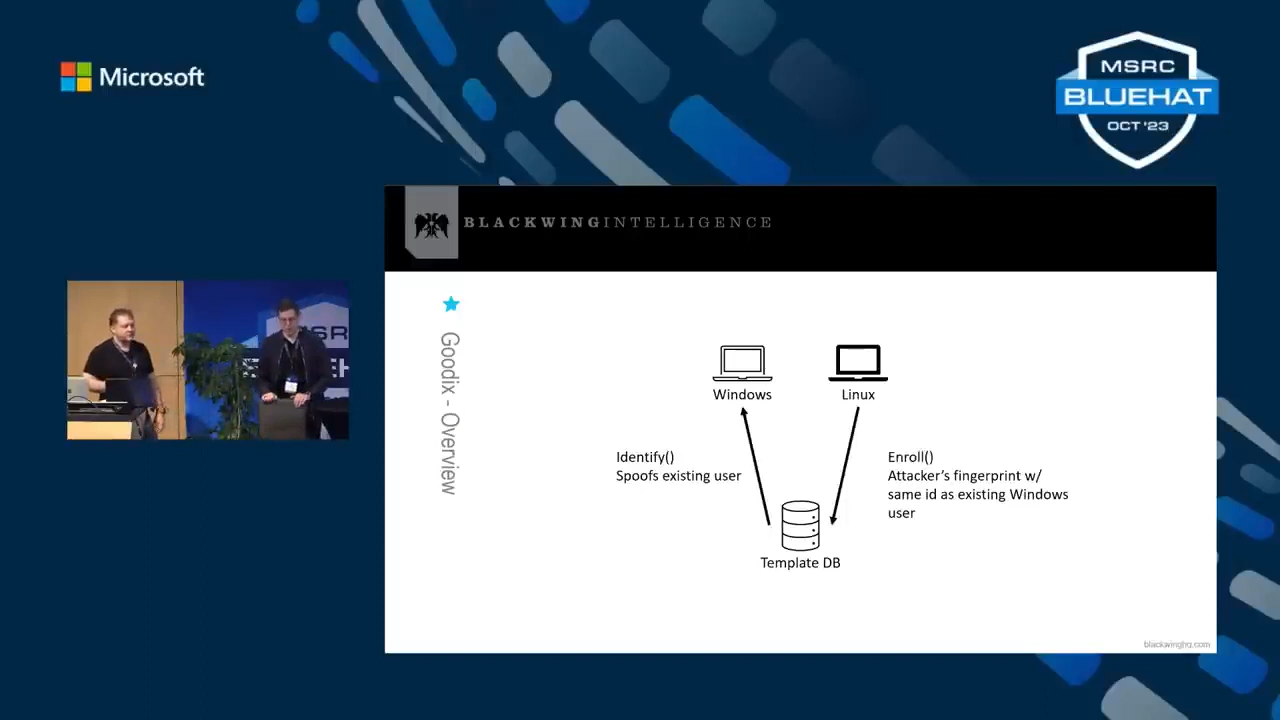 Microsoft
MSRC
BLUEHAT
OCT '23
BLACKWINGINTELLIGENCE
Goodix - Overview
Windows
Linux
Identify()
Spoofs existing user
Enroll()
Attacker's fingerprint w/
same id as existing Windows
user
Template DB
blackwinghq.com